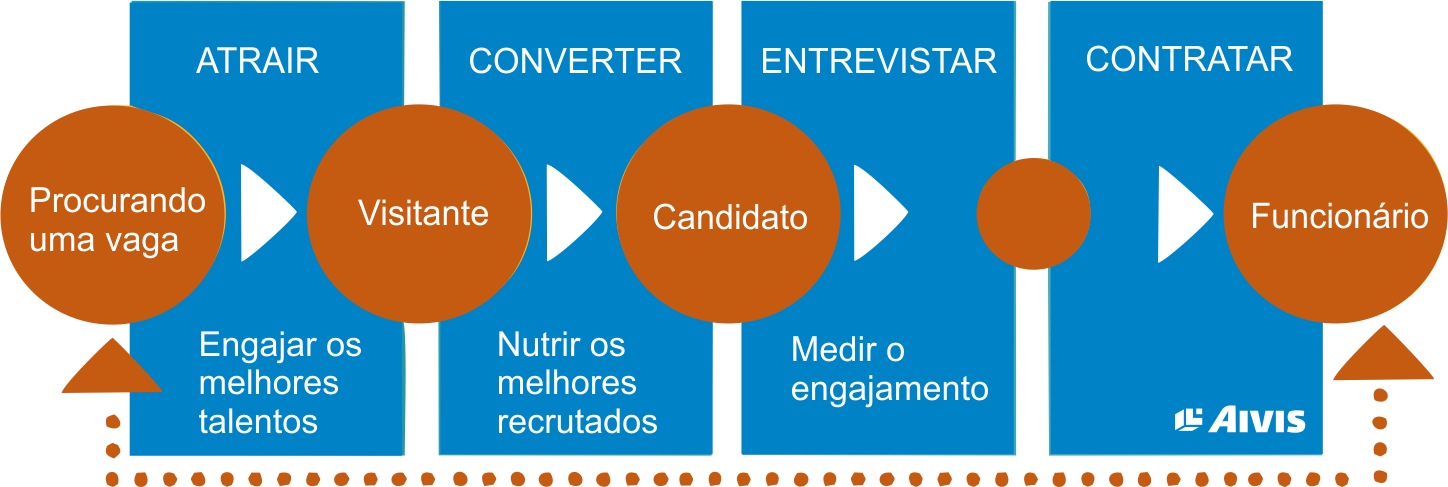 ATRAIR
CONVERTER
ENTREVISTAR
CONTRATAR
Procurando
uma vaga
Visitante
Candidato
Funcionário
Engajar os
melhores
talentos
Nutrir os
melhores
recrutados
Medir o
engajamento
AIVIS